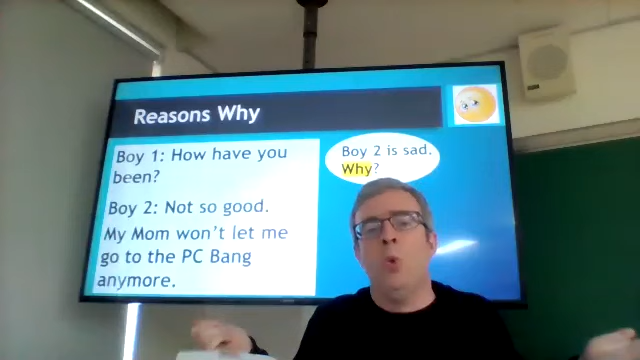 Reasons Why
Boy 1: How have you
been?
Boy 2: Not so good.
My Mom won't let me
go to the PC Bang
anymore.
Boy 2 is sad.
Why?